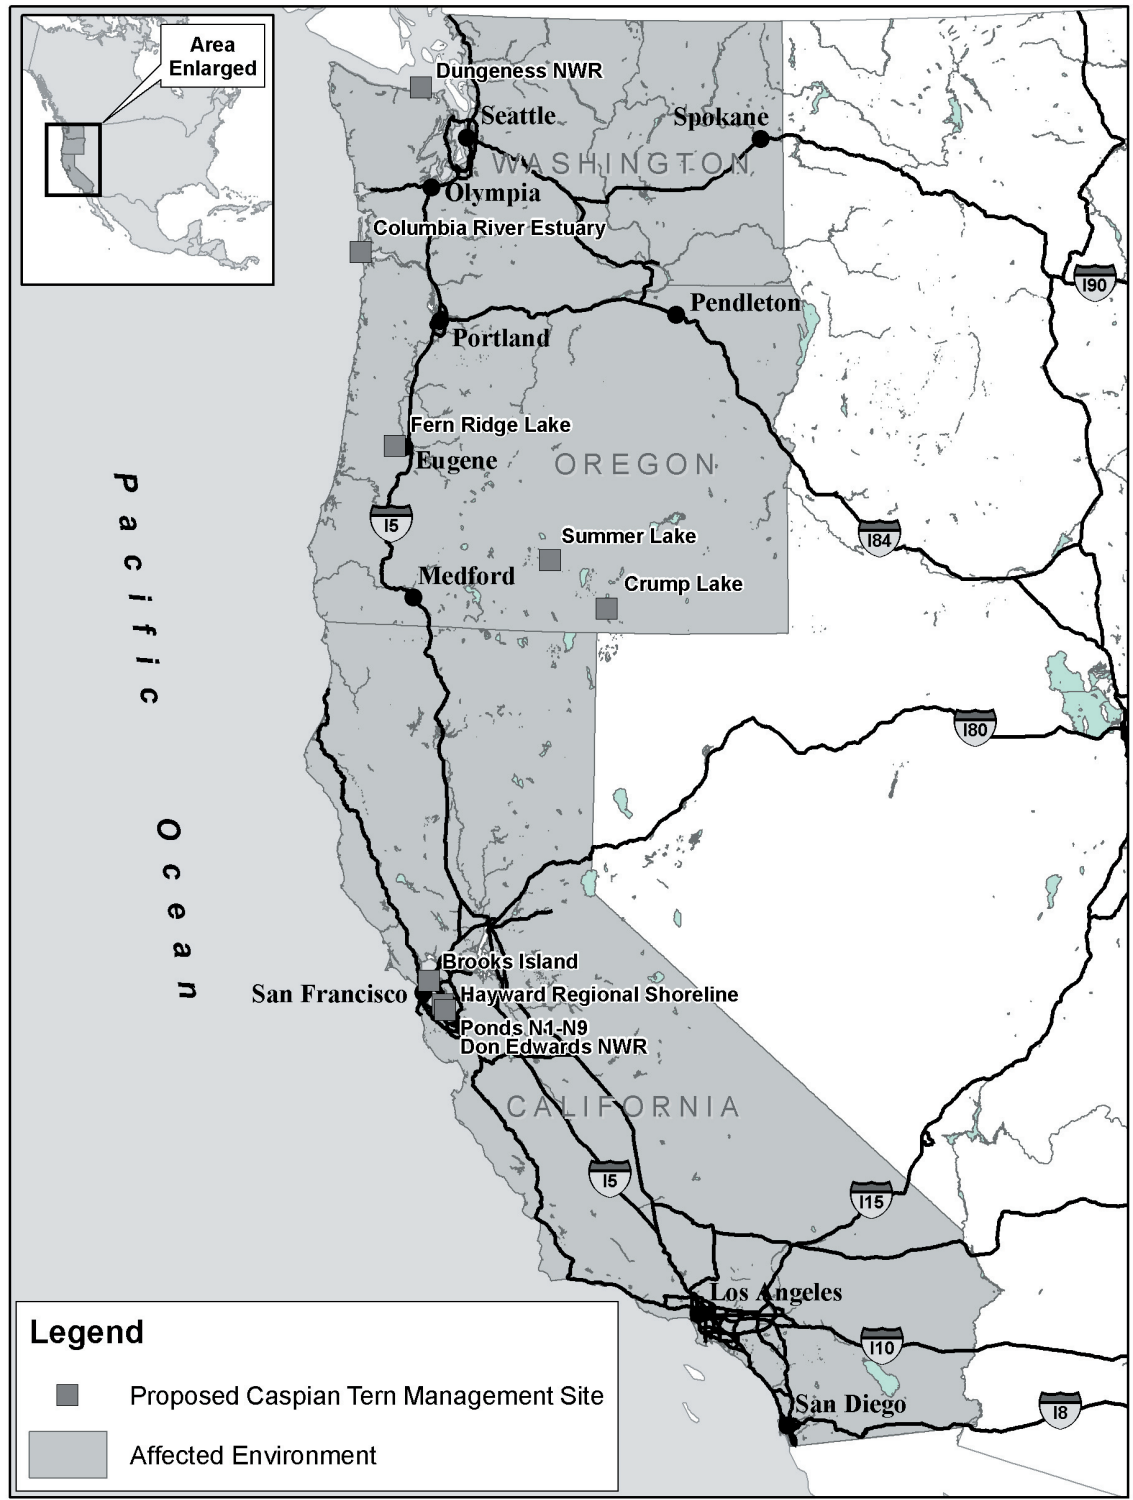 Area
Enlarged
Dungeness NWR
Seattle
Spokane
WASHINGTON
Olympia
Columbia River Estuary
I90
Pendleton
Portland
Fern Ridge Lake
Eugene
OREGON
I5
I84
Summer Lake
Medford
Crump Lake
Pacific Ocean
I80
Brooks Island
San Francisco
Hayward Regional Shoreline
Ponds N1-N9
Don Edwards NWR
CALIFORNIA
I5
I15
Los Angeles
I10
San Diego
I8
Legend
Proposed Caspian Tern Management Site
Affected Environment